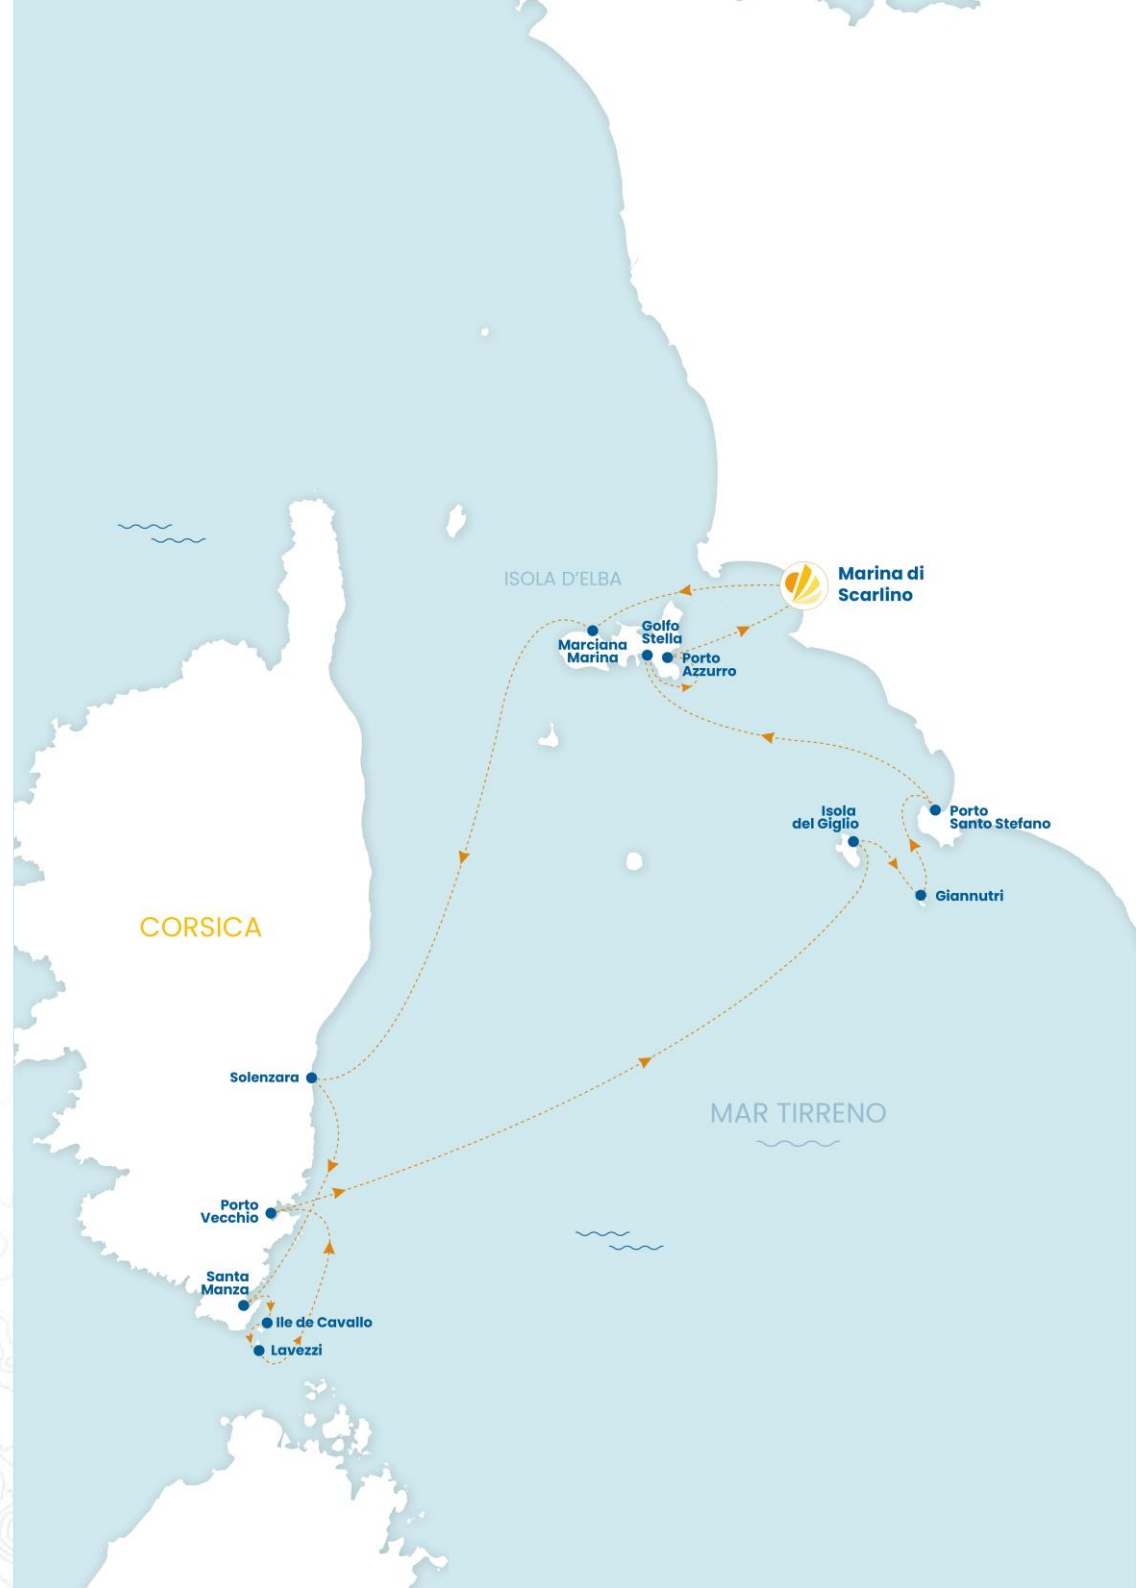 ISOLA D'ELBA
Marina di
Scarlino
Golfo
Stella
Marciana
Marina
Porto
Azzurro
Isola
del Giglio
Porto
Santo Stefano
Giannutri
CORSICA
Solenzara
MAR TIRRENO
Porto
Vecchio
Santa
Manza
Ile de Cavallo
Lavezzi